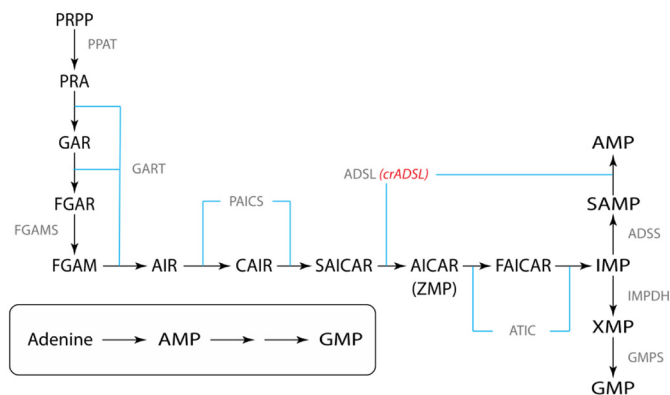 PRPP
PPAT
PRA
GAR
GART
FGAR
FGAMS
FGAM
AIR
PAICS
CAIR
SAICAR
ADSL (crADSL)
AICAR
(ZMP)
FAICAR
ATIC
IMP
ADSS
SAMP
AMP
IMPDH
XMP
GMPS
GMP
Adenine
AMP
GMP